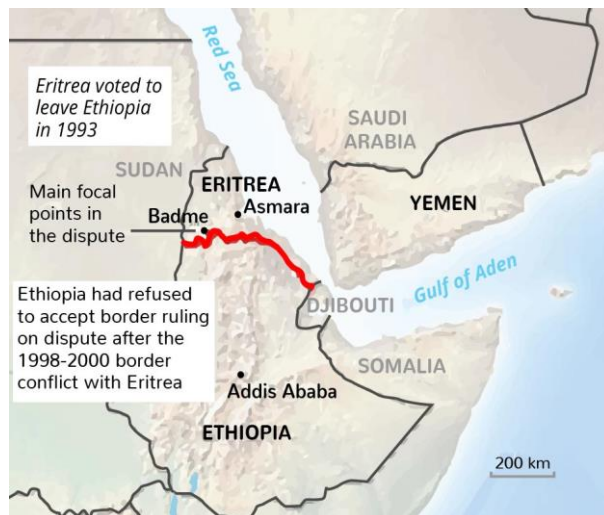 Red Sea
Eritrea voted to
leave Ethiopia
in 1993
SAUDI
ARABIA
SUDAN
ERITREA
Main focal
points in
the dispute
Badme
Asmara
YEMEN
Gulf of Aden
Ethiopia had refused
to accept border ruling
on dispute after the
1998-2000 border
conflict with Eritrea
DJIBOUTI
SOMALIA
Addis Ababa
ETHIOPIA
200 km